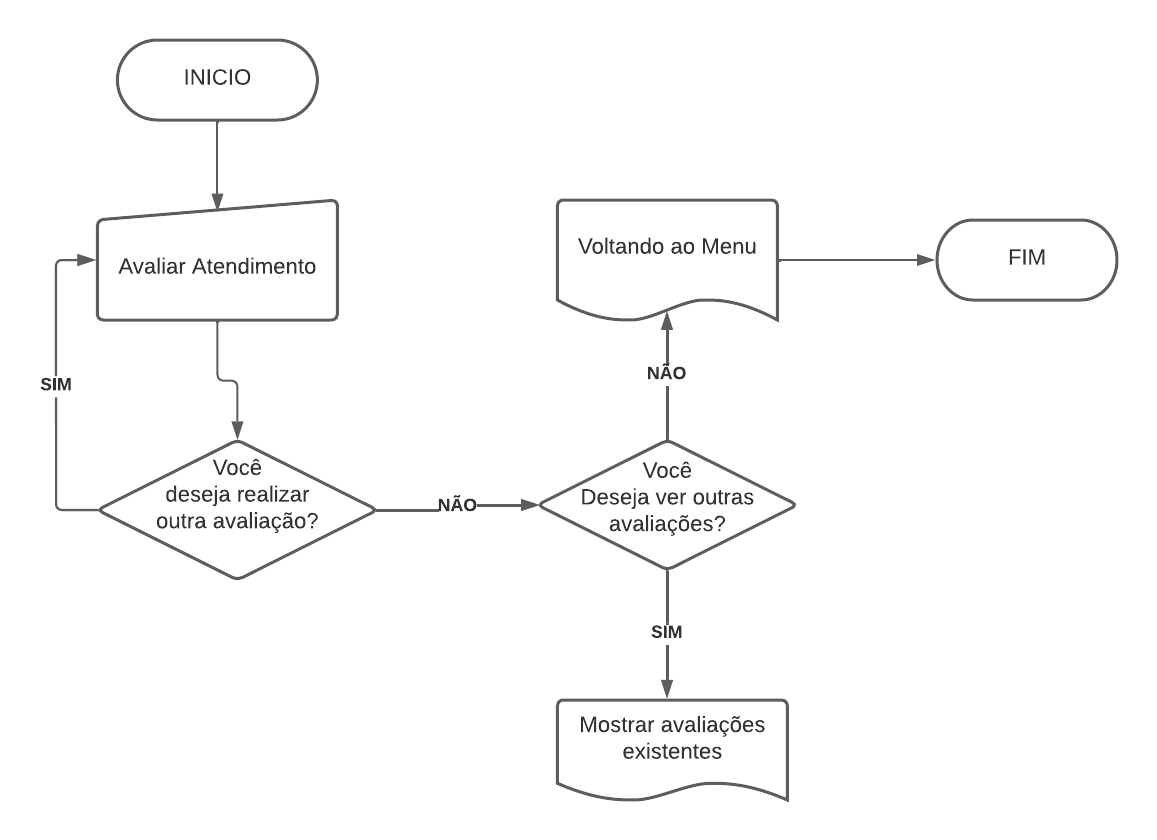 INICIO
Avaliar Atendimento
SIM
Você
deseja realizar
outra avaliação?
NÃO
Você
Deseja ver outras
avaliações?
NÃO
Voltando ao Menu
FIM
SIM
Mostrar avaliações
existentes